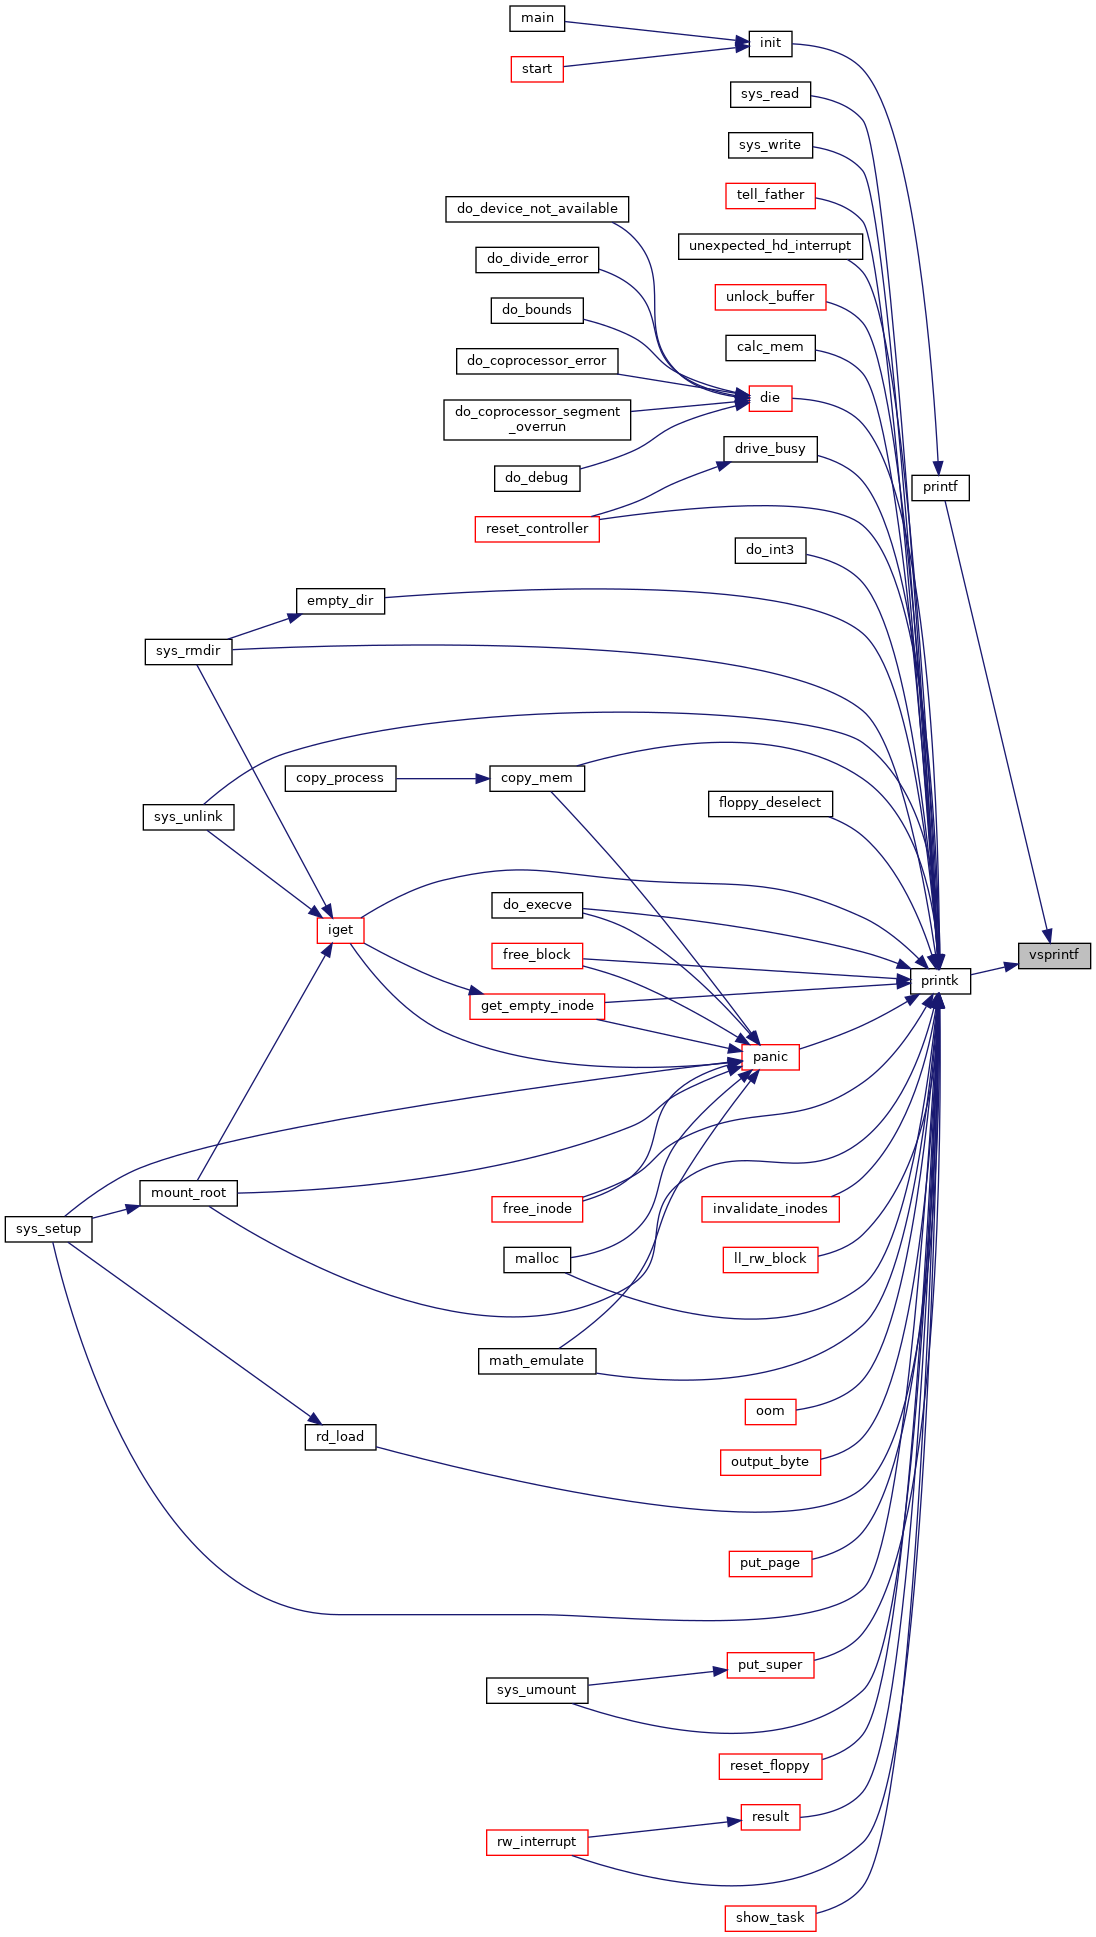 main
init
start
sys_read
sys_write
tell_father
do_device_not_available
unexpected_hd_interrupt
do_divide_error
unlock_buffer
do_bounds
calc_mem
do_coprocessor_error
die
do_coprocessor_segment
_overrun
drive_busy
do_debug
printf
reset_controller
do_int3
empty_dir
sys_rmdir
copy_process
copy_mem
floppy_deselect
sys_unlink
do_execve
iget
free_block
vsprintf
printk
get_empty_inode
panic
mount_root
free_inode
invalidate_inodes
sys_setup
malloc
ll_rw_block
math_emulate
oom
rd_load
output_byte
put_page
put_super
sys_umount
reset_floppy
result
rw_interrupt
show_task